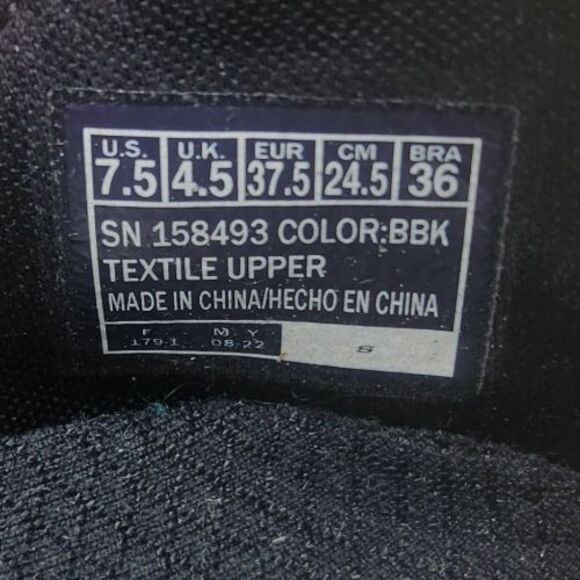 U.S. U.K. EUR CM BRA
7.5 4.5 37.5 24.5 36
SN 158493 COLOR:BBK
TEXTILE UPPER
MADE IN CHINA/HECHO EN CHINA
F M Y
179-1 08-22 S